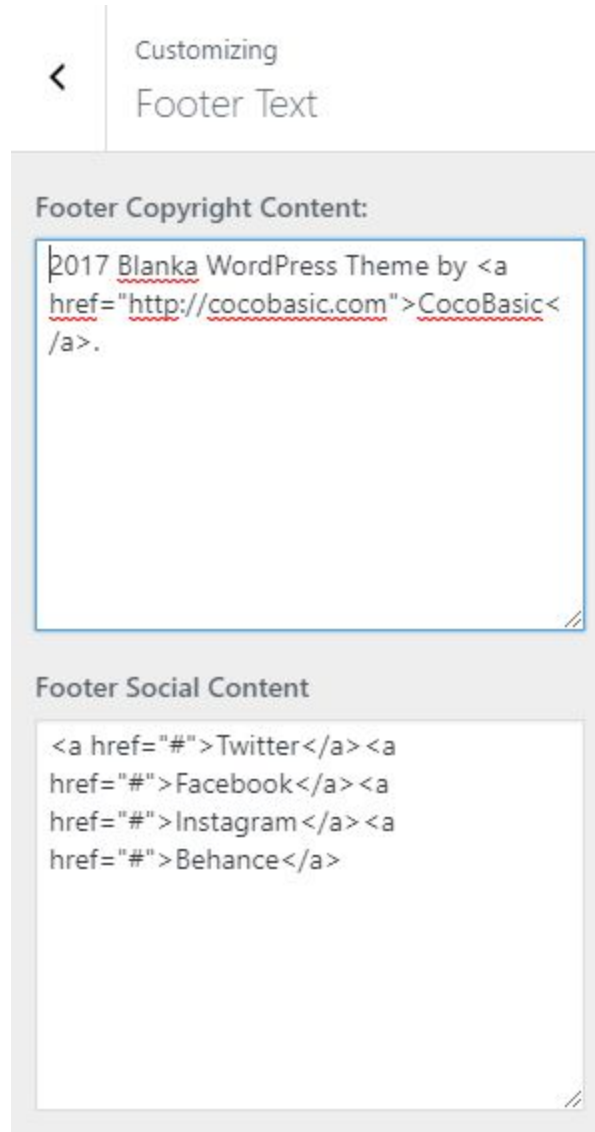 Customizing
Footer Text
Footer Copyright Content:
2017 Blanka WordPress Theme by <a
href="http://cocobasic.com">CocoBasic<
/a>.
Footer Social Content
<a href="#">Twitter</a><a
href="#">Facebook</a><a
href="#">Instagram</a><a
href="#">Behance</a>